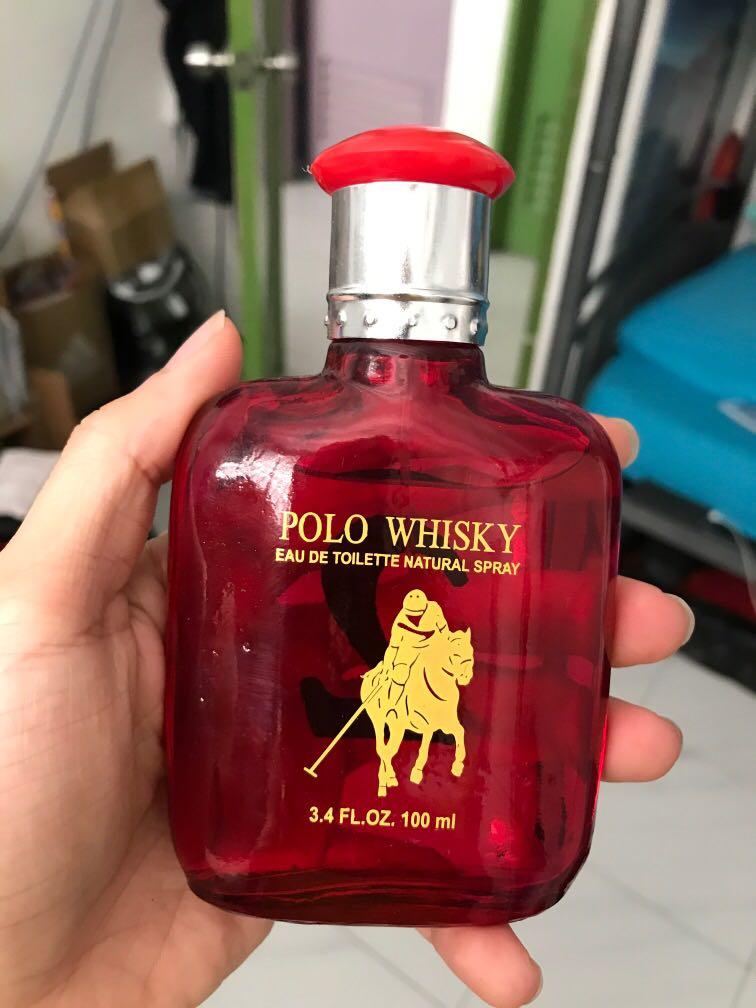 POLO WHISKY
EAU DE TOILETTE NATURAL SPRAY
3.4 FL.OZ. 100 ml